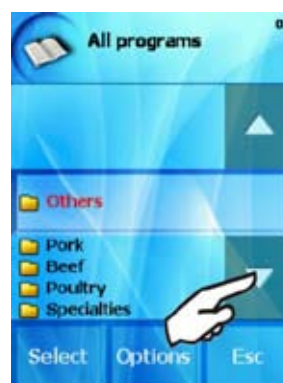 All programs
Others
Pork
Beef
Poultry
Specialties
Select Options Esc